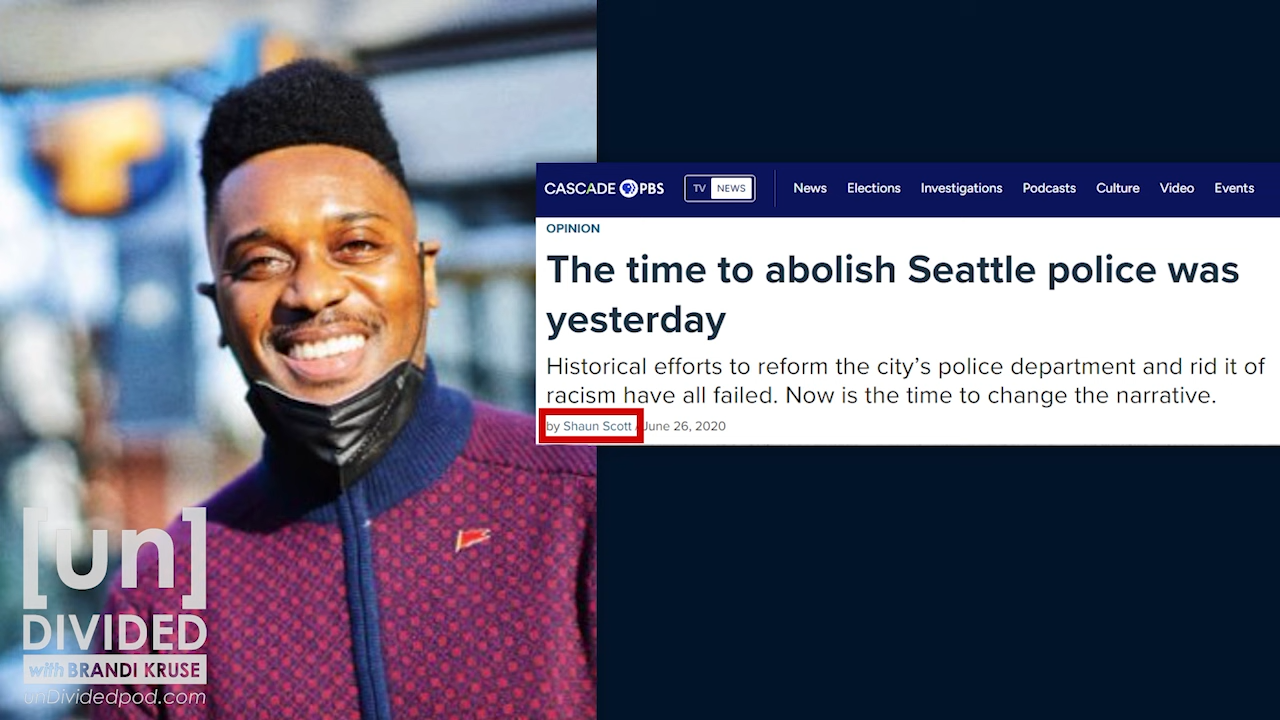 CASCADE PBS TV NEWS News Elections Investigations Podcasts Culture Video Events
OPINION
The time to abolish Seattle police was
yesterday
Historical efforts to reform the city's police department and rid it of
racism have all failed. Now is the time to change the narrative.
by Shaun Scott / June 26, 2020
[un]
DIVIDED
with BRANDI KRUSE
unDividedpod.com